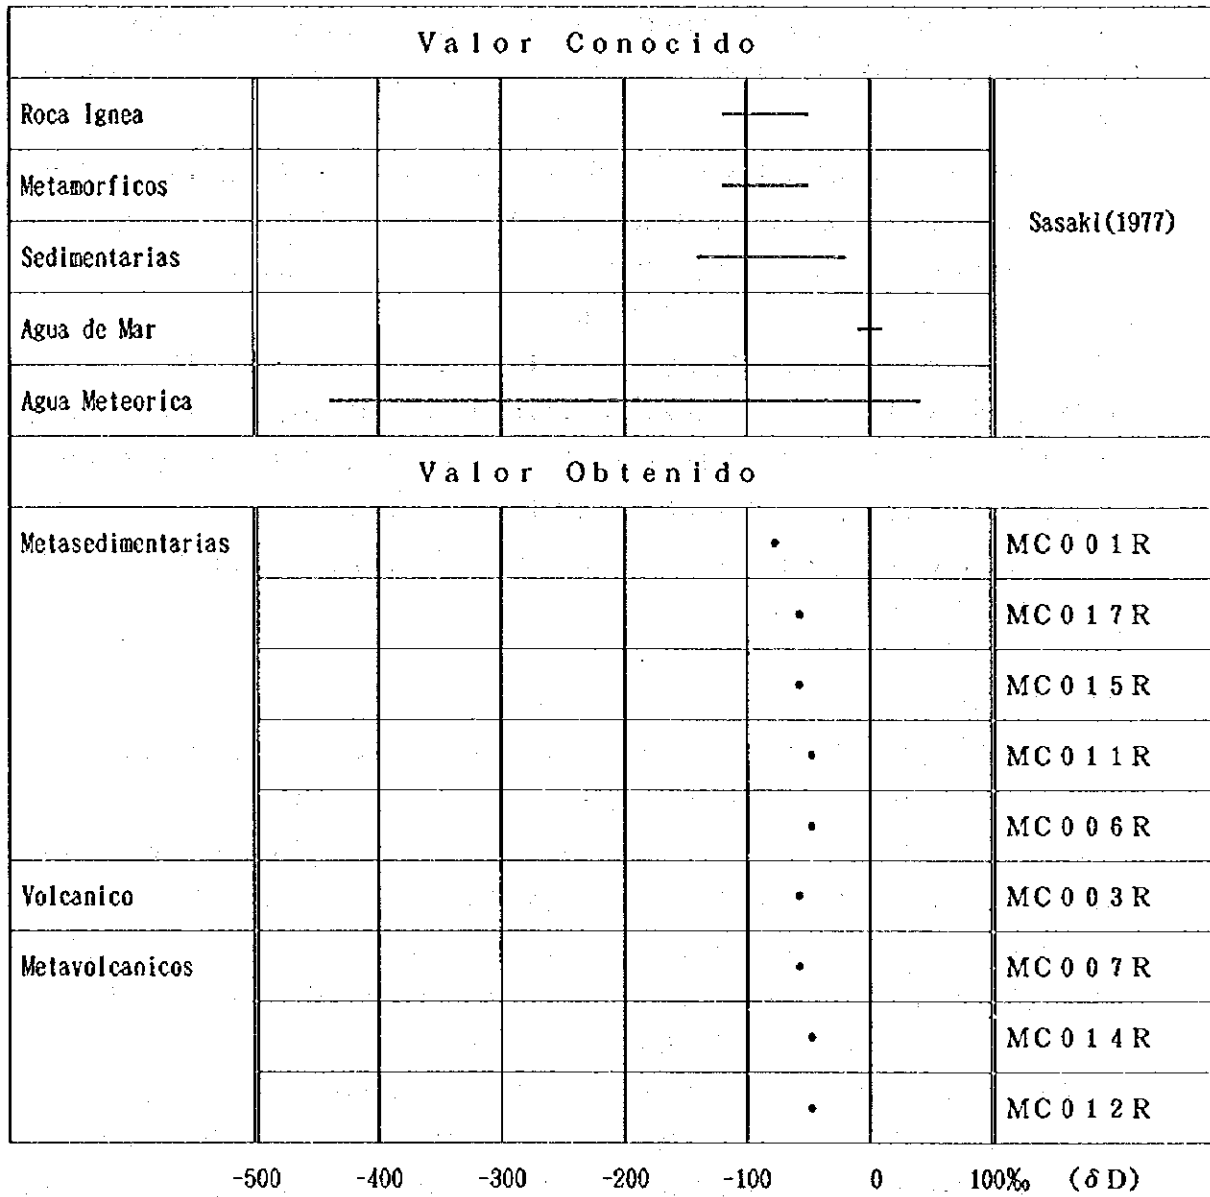 Valor Conocido
Roca Ignea
Metamorficos
Sedimentarias
Agua de Mar
Agua Meteorica
Sasaki(1977)
Valor Obtenido
Metasedimentarias
MC001R
MC017R
MC015R
MC011R
MC006R
Volcanico
MC003R
Metavolcanicos
MC007R
MC014R
MC012R
-500 -400 -300 -200 -100 0 100‰ (δD)